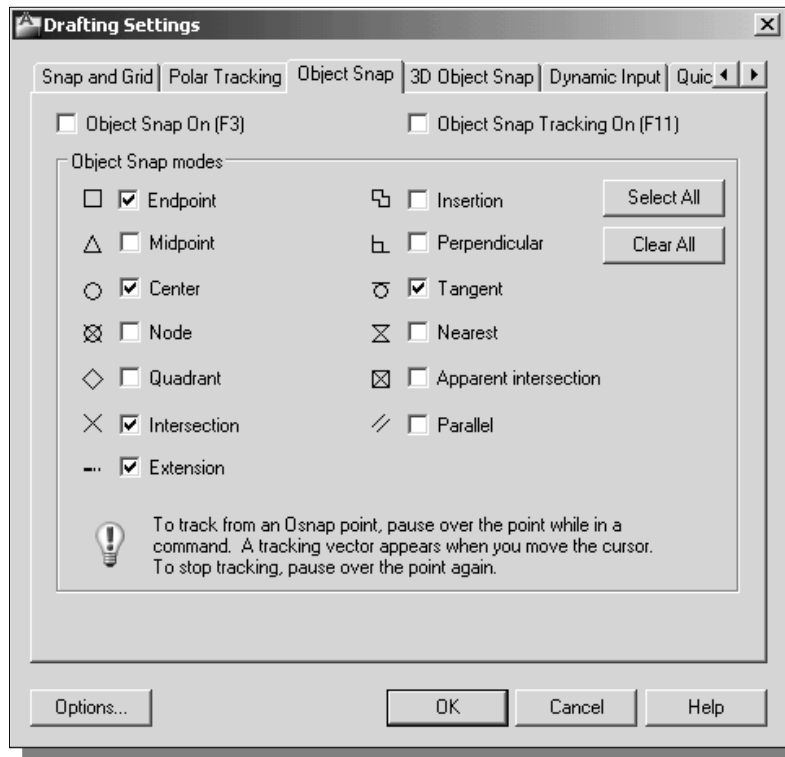 Drafting Settings
Snap and Grid Polar Tracking Object Snap 3D Object Snap Dynamic Input Quic
Object Snap On (F3) Object Snap Tracking On (F11)
Object Snap modes
Endpoint Insertion Select All
Midpoint Perpendicular Clear All
Center Tangent
Node Nearest
Quadrant Apparent intersection
Intersection Parallel
Extension
To track from an Osnap point, pause over the point while in a
command. A tracking vector appears when you move the cursor.
To stop tracking, pause over the point again.
Options... OK Cancel Help